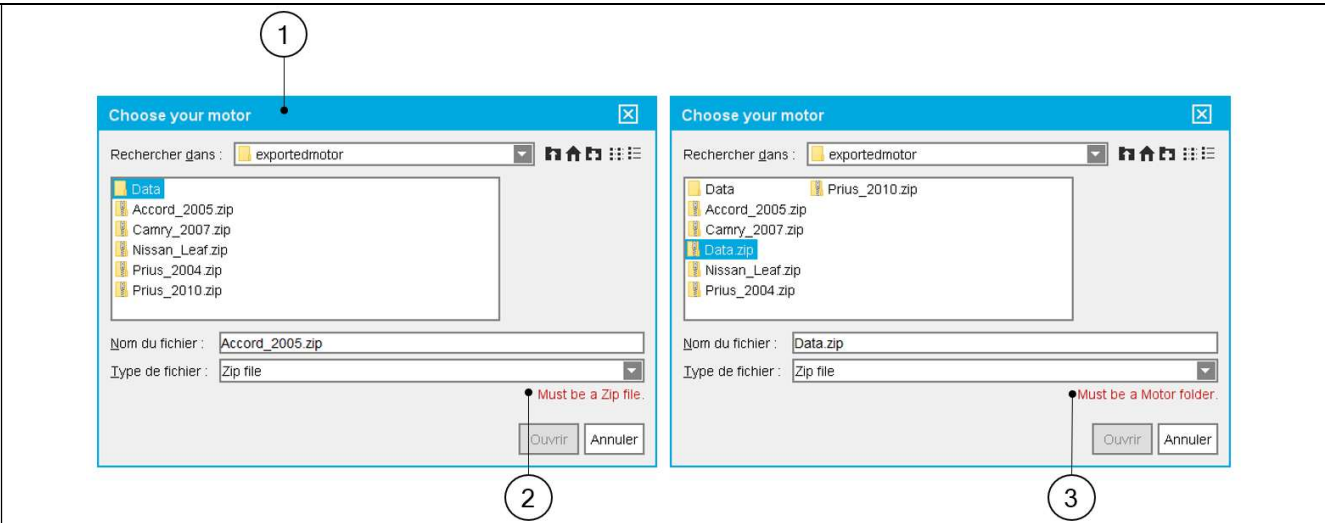 1
Choose your motor
Rechercher dans :
exportedmotor
Data
Accord_2005.zip
Camry_2007.zip
Nissan_Leaf.zip
Prius_2004.zip
Prius_2010.zip
Nom du fichier :
Accord_2005.zip
Type de fichier :
Zip file
Must be a Zip file.
Ouvrir
Annuler
2
Choose your motor
Rechercher dans :
exportedmotor
Data
Accord_2005.zip
Camry_2007.zip
Data.zip
Nissan_Leaf.zip
Prius_2004.zip
Prius_2010.zip
Nom du fichier :
Data.zip
Type de fichier :
Zip file
Must be a Motor folder.
Ouvrir
Annuler
3